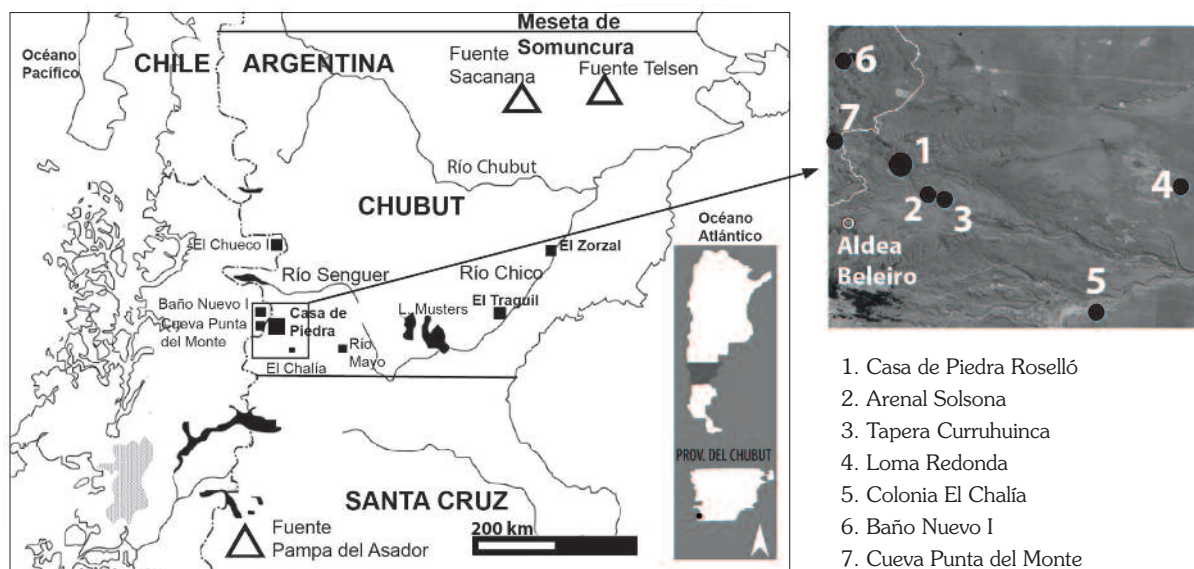 Océano
Pacífico
CHILE
ARGENTINA
Meseta de
Somuncura
Fuente
Sacanana
Fuente Telsen
Río Chubut
CHUBUT
El Chueco I
Río Senguer
Río Chico
El Zorzal
Baño Nuevo I
Cueva Punta
del Monte
Casa de
Piedra
El Chalía
Río
Mayo
L. Musters
El Traguil
Océano
Atlántico
PROV. DEL CHUBUT
SANTA CRUZ
200 km
Fuente
Pampa del Asador
6
7
1
2
3
4
5
Aldea
Beleiro
1. Casa de Piedra Roselló
2. Arenal Solsona
3. Tapera Curruhuinca
4. Loma Redonda
5. Colonia El Chalía
6. Baño Nuevo I
7. Cueva Punta del Monte